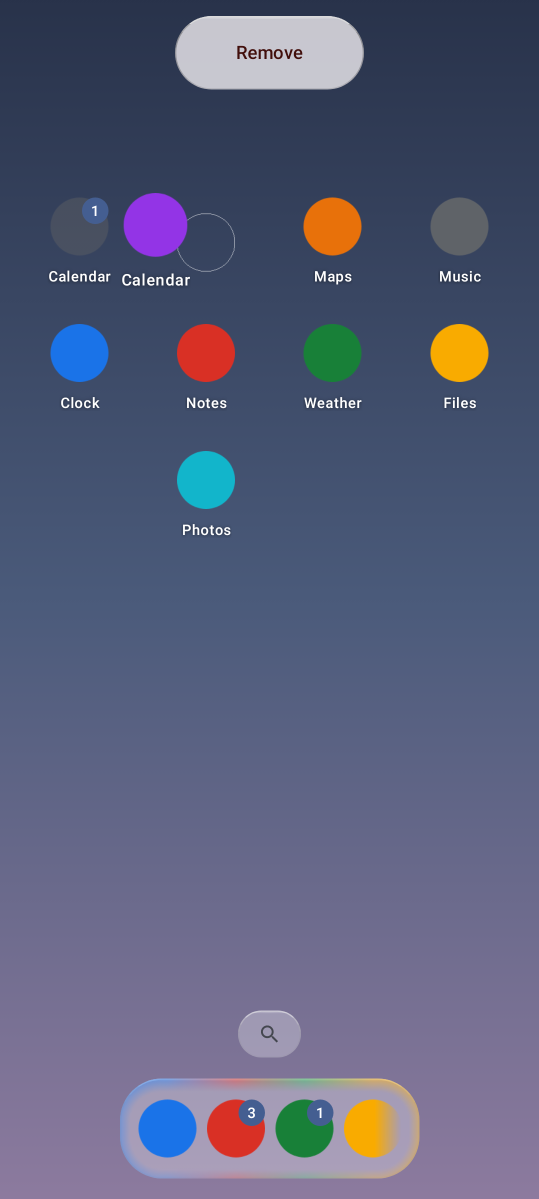 Remove
1
Calendar
Calendar
Maps
Music
Clock
Notes
Weather
Files
Photos
3
1